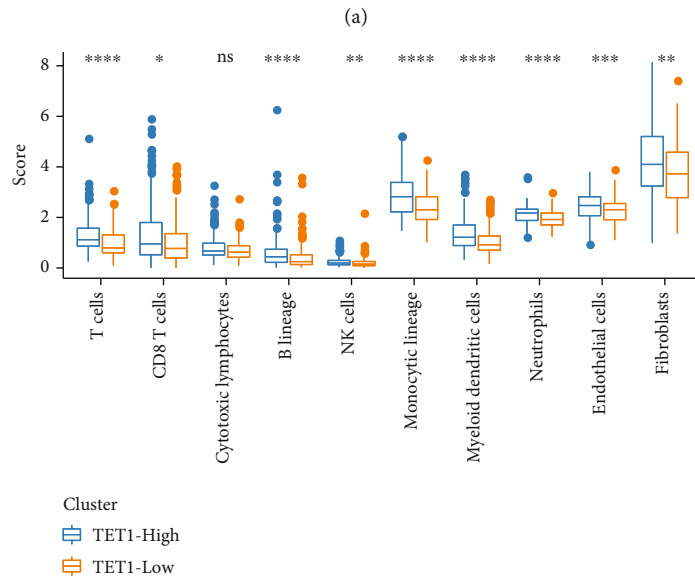 (a)
**** * ns **** ** **** **** **** *** **
8
6
4
2
0
Score
T cells
CD8 T cells
Cytotoxic lymphocytes
B lineage
NK cells
Monocytic lineage
Myeloid dendritic cells
Neutrophils
Endothelial cells
Fibroblasts
Cluster
TET1-High
TET1-Low